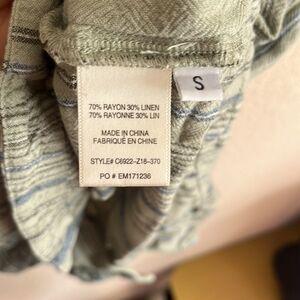 70% RAYON 30% LINEN
70% RAYONNE 30% LIN
MADE IN CHINA
FABRIQUÉ EN CHINE
STYLE# C6922-Z18-370
PO # EM171236
S